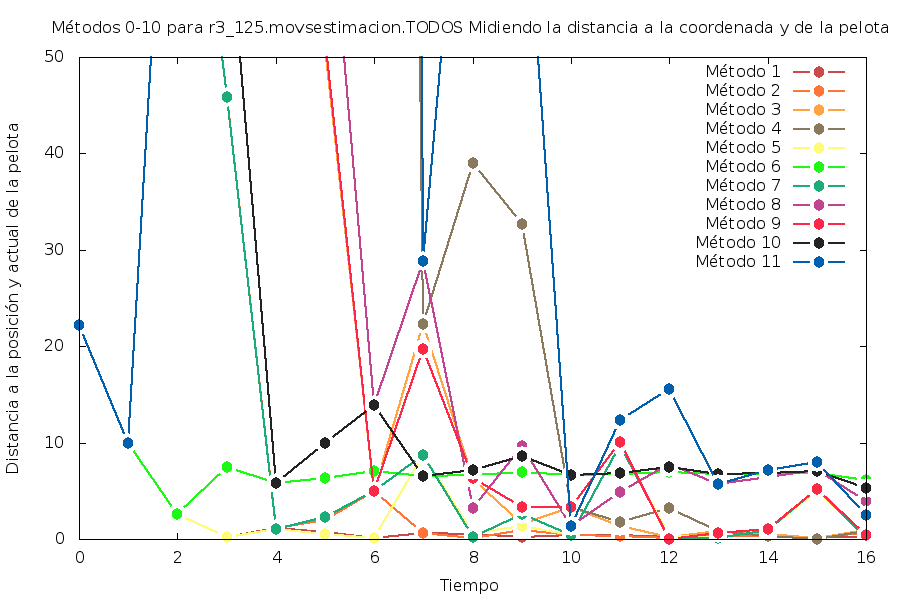 Métodos 0-10 para r3_125.movsestimacion.TODOS Midiendo la distancia a la coordenada y de la pelota
Distancia a la posición y actual de la pelota
50
40
30
20
10
0
Método 1
Método 2
Método 3
Método 4
Método 5
Método 6
Método 7
Método 8
Método 9
Método 10
Método 11
0 2 4 6 8 10 12 14 16
Tiempo